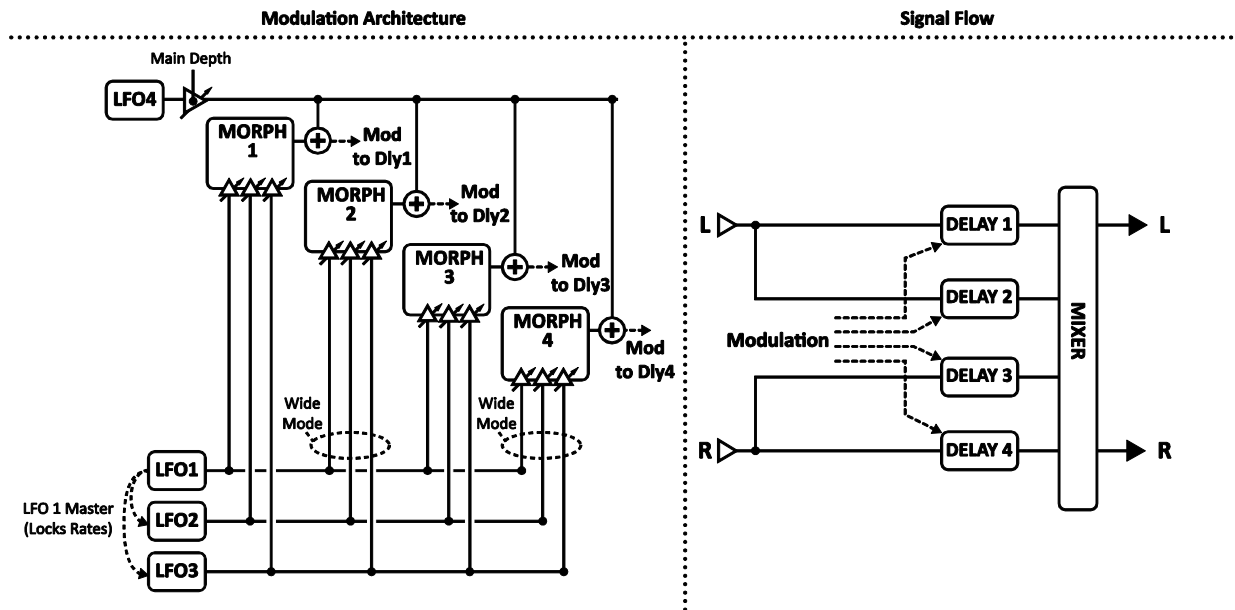 Modulation Architecture
Signal Flow
Main Depth
LFO4
MORPH
1
+
Mod
to Dly1
MORPH
2
+
Mod
to Dly2
MORPH
3
+
Mod
to Dly3
MORPH
4
+
Mod
to Dly4
Wide
Mode
Wide
Mode
LFO1
LFO2
LFO3
LFO 1 Master
(Locks Rates)
L
R
DELAY 1
DELAY 2
Modulation
DELAY 3
DELAY 4
MIXER
L
R